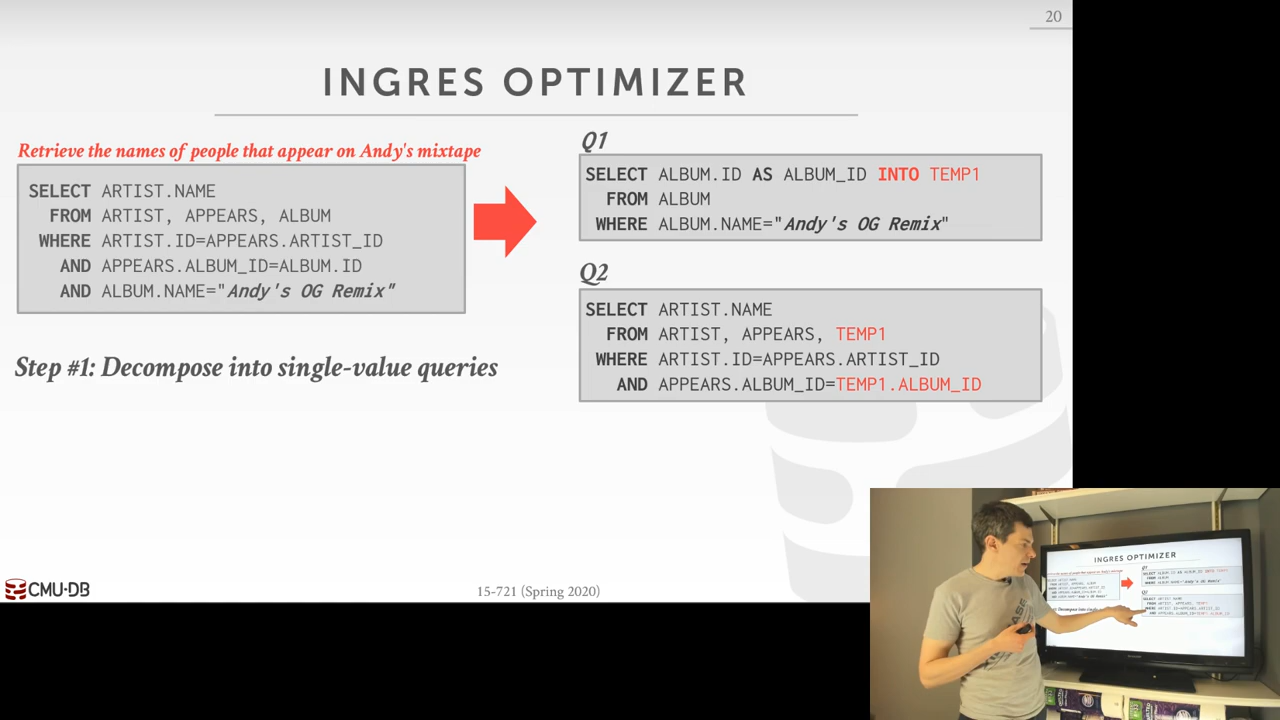 20
INGRES OPTIMIZER
Retrieve the names of people that appear on Andy's mixtape
SELECT ARTIST.NAME
FROM ARTIST, APPEARS, ALBUM
WHERE ARTIST.ID=APPEARS.ARTIST_ID
AND APPEARS.ALBUM_ID=ALBUM.ID
AND ALBUM.NAME="Andy's OG Remix"
Step #1: Decompose into single-value queries
Q1
SELECT ALBUM.ID AS ALBUM_ID INTO TEMP1
FROM ALBUM
WHERE ALBUM.NAME="Andy's OG Remix"
Q2
SELECT ARTIST.NAME
FROM ARTIST, APPEARS, TEMP1
WHERE ARTIST.ID=APPEARS.ARTIST_ID
AND APPEARS.ALBUM_ID=TEMP1.ALBUM_ID
CMU·DB
15-721 (Spring 2020)
INGRES OPTIMIZER